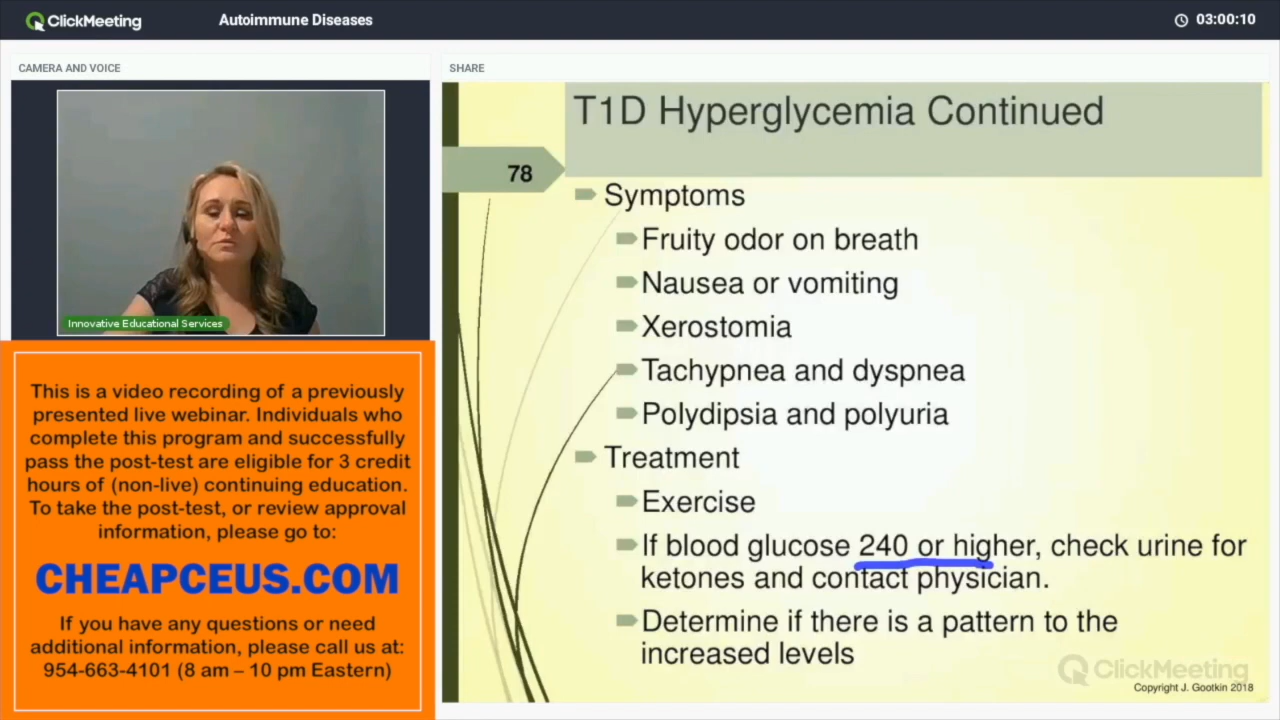 ClickMeeting
Autoimmune Diseases
03:00:10
CAMERA AND VOICE
Innovative Educational Services
This is a video recording of a previously
presented live webinar. Individuals who
complete this program and successfully
pass the post-test are eligible for 3 credit
hours of (non-live) continuing education.
To take the post-test, or review approval
information, please go to:
CHEAPCEUS.COM
If you have any questions or need
additional information, please call us at:
954-663-4101 (8 am – 10 pm Eastern)
SHARE
T1D Hyperglycemia Continued
78
Symptoms
Fruity odor on breath
Nausea or vomiting
Xerostomia
Tachypnea and dyspnea
Polydipsia and polyuria
Treatment
Exercise
If blood glucose 240 or higher, check urine for
ketones and contact physician.
Determine if there is a pattern to the
increased levels
ClickMeeting
Copyright J. Gootkin 2018